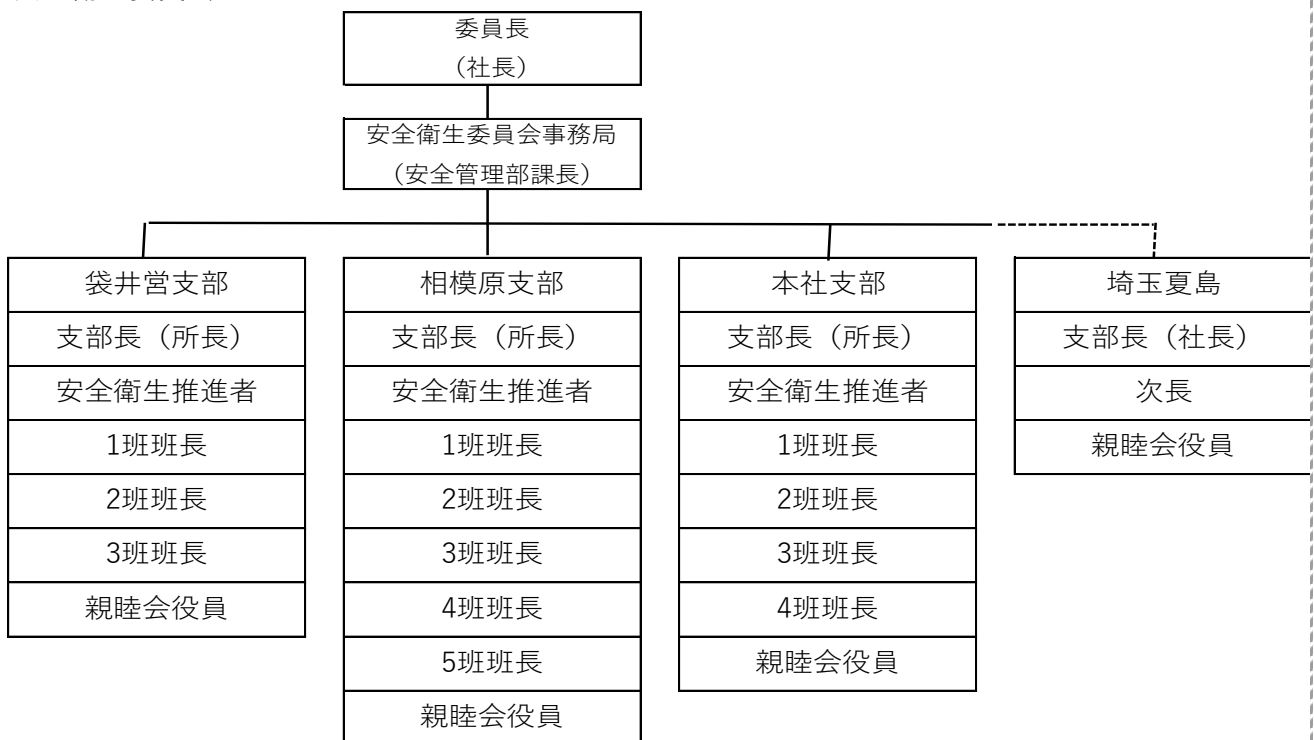 委員長
（社長）
安全衛生委員会事務局
（安全管理部課長）
袋井営支部
支部長（所長）
安全衛生推進者
1班班長
2班班長
3班班長
親睦会役員
相模原支部
支部長（所長）
安全衛生推進者
1班班長
2班班長
3班班長
4班班長
5班班長
親睦会役員
本社支部
支部長（所長）
安全衛生推進者
1班班長
2班班長
3班班長
4班班長
親睦会役員
埼玉夏島
支部長（社長）
次長
親睦会役員